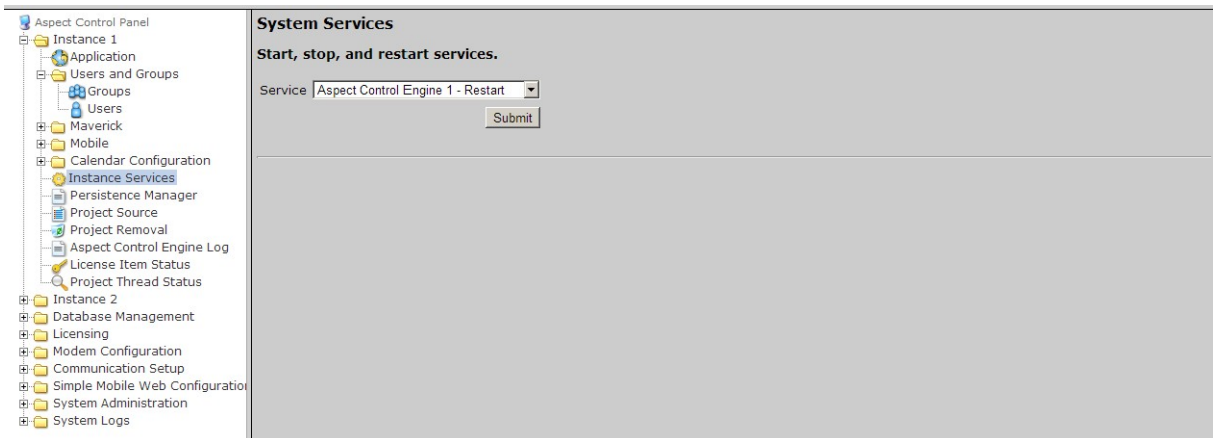 Aspect Control Panel
Instance 1
Application
Users and Groups
Groups
Users
Maverick
Mobile
Calendar Configuration
Instance Services
Persistence Manager
Project Source
Project Removal
Aspect Control Engine Log
License Item Status
Project Thread Status
Instance 2
Database Management
Licensing
Modem Configuration
Communication Setup
Simple Mobile Web Configuratio
System Administration
System Logs
System Services
Start, stop, and restart services.
Service Aspect Control Engine 1 - Restart
Submit